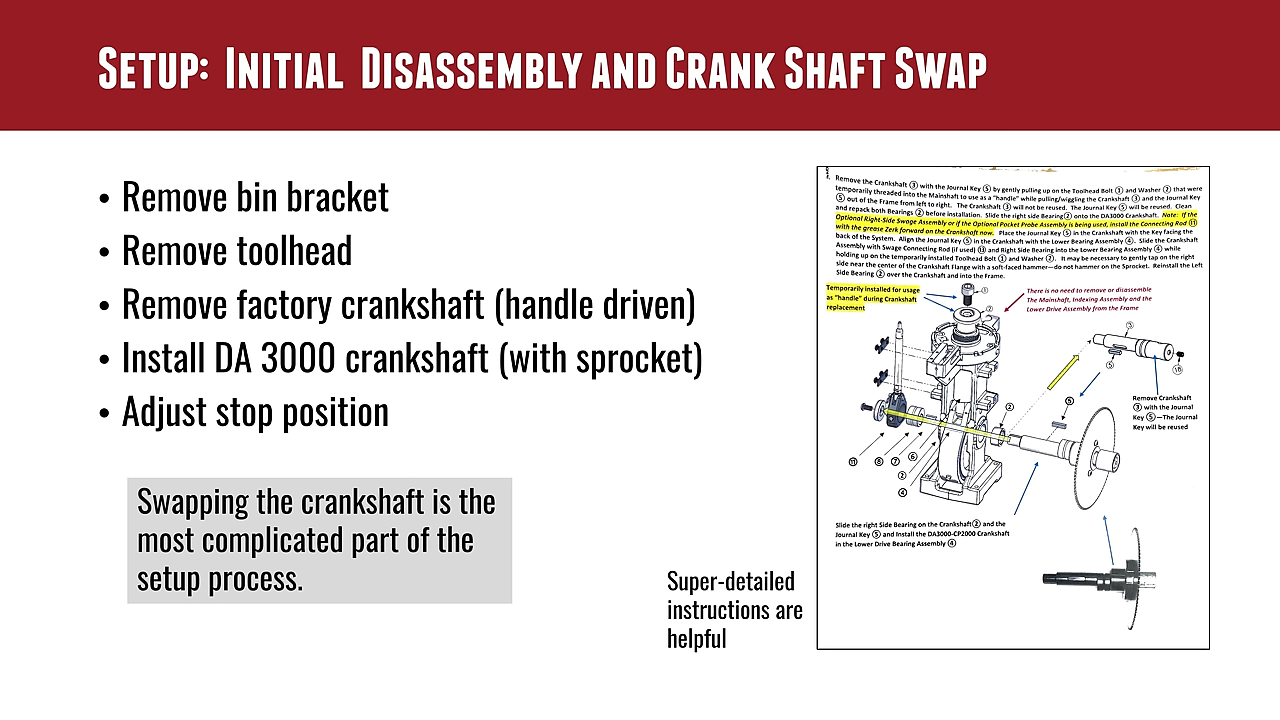 Setup: Initial Disassembly and Crank Shaft Swap
• Remove bin bracket
• Remove toolhead
• Remove factory crankshaft (handle driven)
• Install DA 3000 crankshaft (with sprocket)
• Adjust stop position
Swapping the crankshaft is the
most complicated part of the
setup process.
Super-detailed
instructions are
helpful
Remove the Crankshaft ③ with the Journal Key ⑤ by gently pulling up on the Toolhead Bolt ① and Washer ② that were
temporarily threaded into the Mainshaft to use as a "handle" while pulling/wiggling the Crankshaft ③ and the Journal Key
⑤ out of the Frame from left to right. The Crankshaft ③ will not be reused. The Journal Key ⑤ will be reused. Clean
and repack both Bearings ② before installation. Slide the right side Bearing ② onto the DA3000 Crankshaft. Note: If the
Optional Right-Side Swage Assembly or if the Optional Pocket Probe Assembly is being used, install the Connecting Rod ⑪
with the grease Zerk forward on the Crankshaft now. Place the Journal Key ⑤ in the Crankshaft with the Key facing the
back of the System. Align the Journal Key ⑤ in the Crankshaft with the Lower Bearing Assembly ④. Slide the Crankshaft
Assembly with Swage Connecting Rod (if used) ⑪ and Right Side Bearing into the Lower Bearing Assembly ④ while
holding up on the temporarily installed Toolhead Bolt ① and Washer ②. It may be necessary to gently tap on the right
side near the center of the Crankshaft Flange with a soft-faced hammer—do not hammer on the Sprocket. Reinstall the Left
Side Bearing ② over the Crankshaft and into the Frame.
Temporarily installed for usage
as "handle" during Crankshaft
replacement
There is no need to remove or disassemble
The Mainshaft, Indexing Assembly and the
Lower Drive Assembly from the Frame
①
②
③
⑤
⑱
Remove Crankshaft
③ with the Journal
Key ⑤—The Journal
Key will be reused
②
⑪ ⑧ ⑦ ⑥
②
④
Slide the right Side Bearing on the Crankshaft ② and the
Journal Key ⑤ and Install the DA3000-CP2000 Crankshaft
in the Lower Drive Bearing Assembly ④